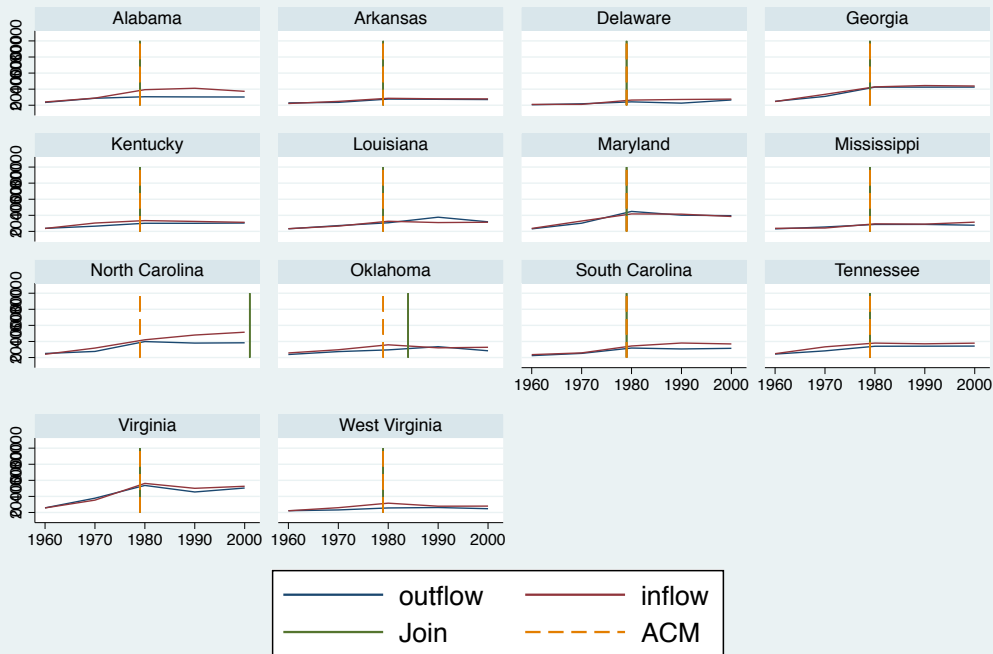 Alabama Arkansas Delaware Georgia
Kentucky Louisiana Maryland Mississippi
North Carolina Oklahoma South Carolina Tennessee
1960 1970 1980 1990 2000 1960 1970 1980 1990 2000
Virginia West Virginia
1960 1970 1980 1990 2000 1960 1970 1980 1990 2000
outflow inflow
Join ACM